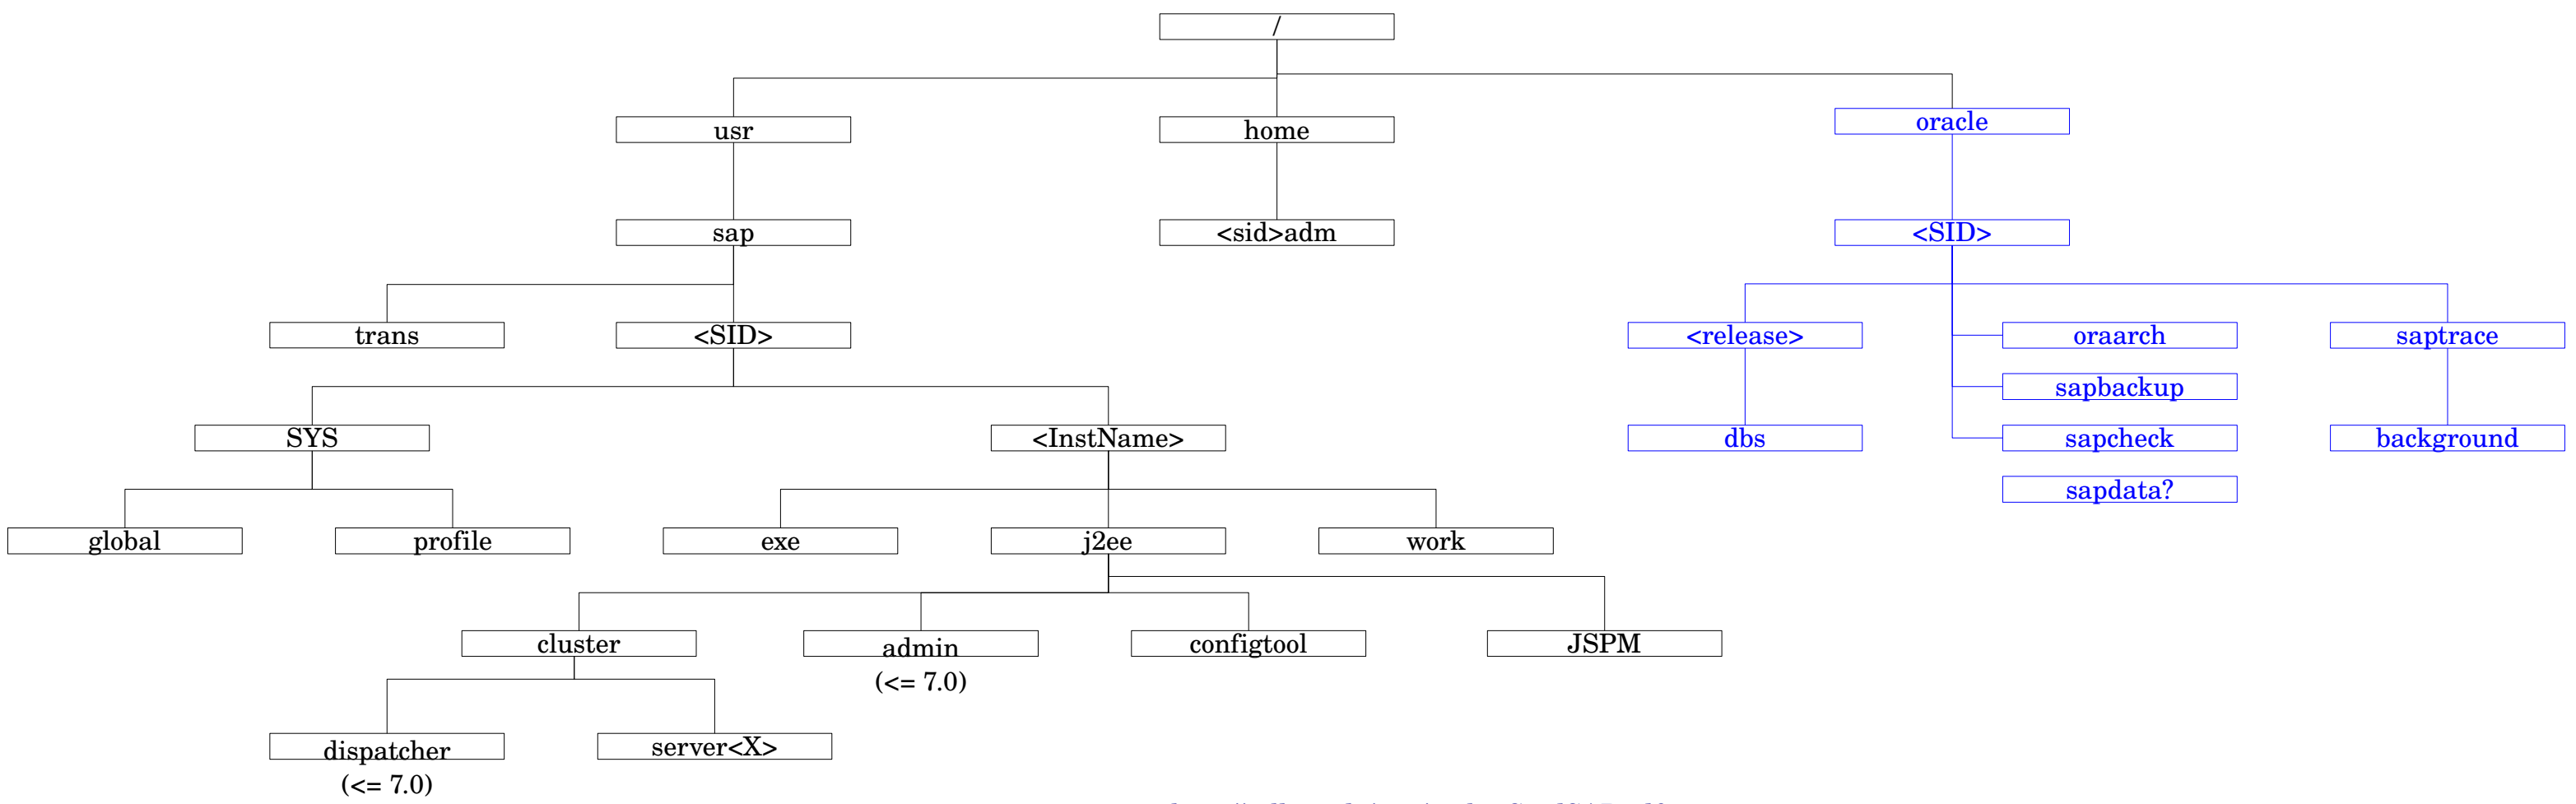 /
usr
home
oracle
sap
<sid>adm
<SID>
trans
<SID>
<release>
oraarch
saptrace
sapbackup
SYS
<InstName>
dbs
sapcheck
background
sapdata?
global
profile
exe
j2ee
work
cluster
admin
configtool
JSPM
(<= 7.0)
dispatcher
server<X>
(<= 7.0)